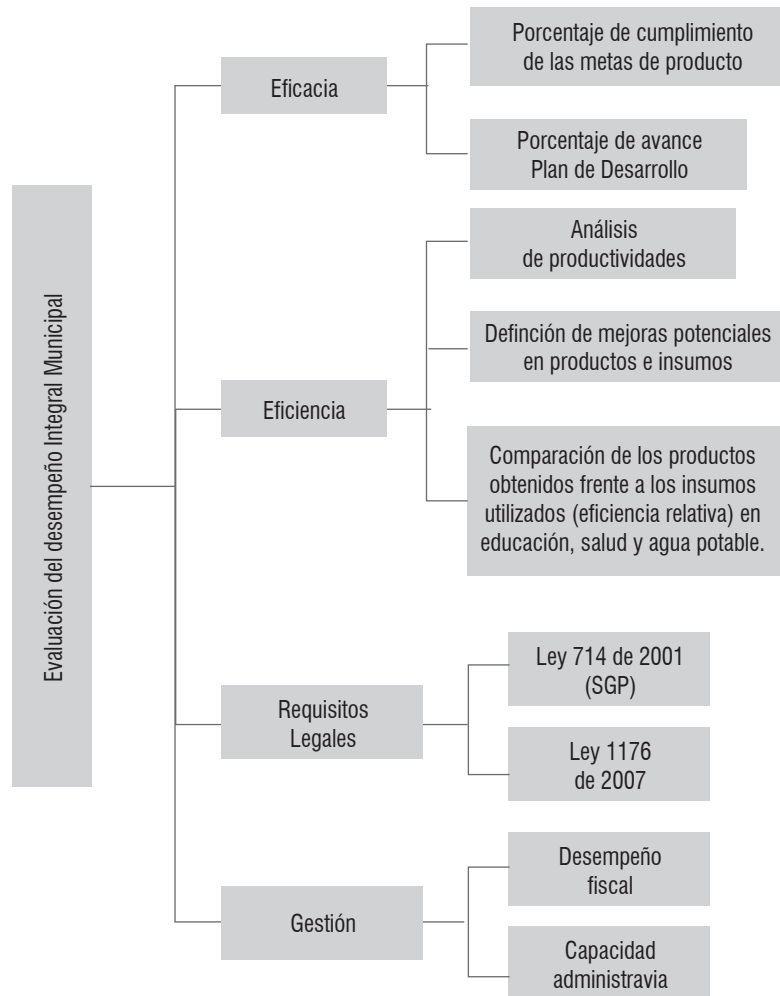 Evaluación del desempeño Integral Municipal
Eficacia
Porcentaje de cumplimiento
de las metas de producto
Porcentaje de avance
Plan de Desarrollo
Eficiencia
Análisis
de productividades
Definción de mejoras potenciales
en productos e insumos
Comparación de los productos
obtenidos frente a los insumos
utilizados (eficiencia relativa) en
educación, salud y agua potable.
Requisitos
Legales
Ley 714 de 2001
(SGP)
Ley 1176
de 2007
Gestión
Desempeño
fiscal
Capacidad
administravia